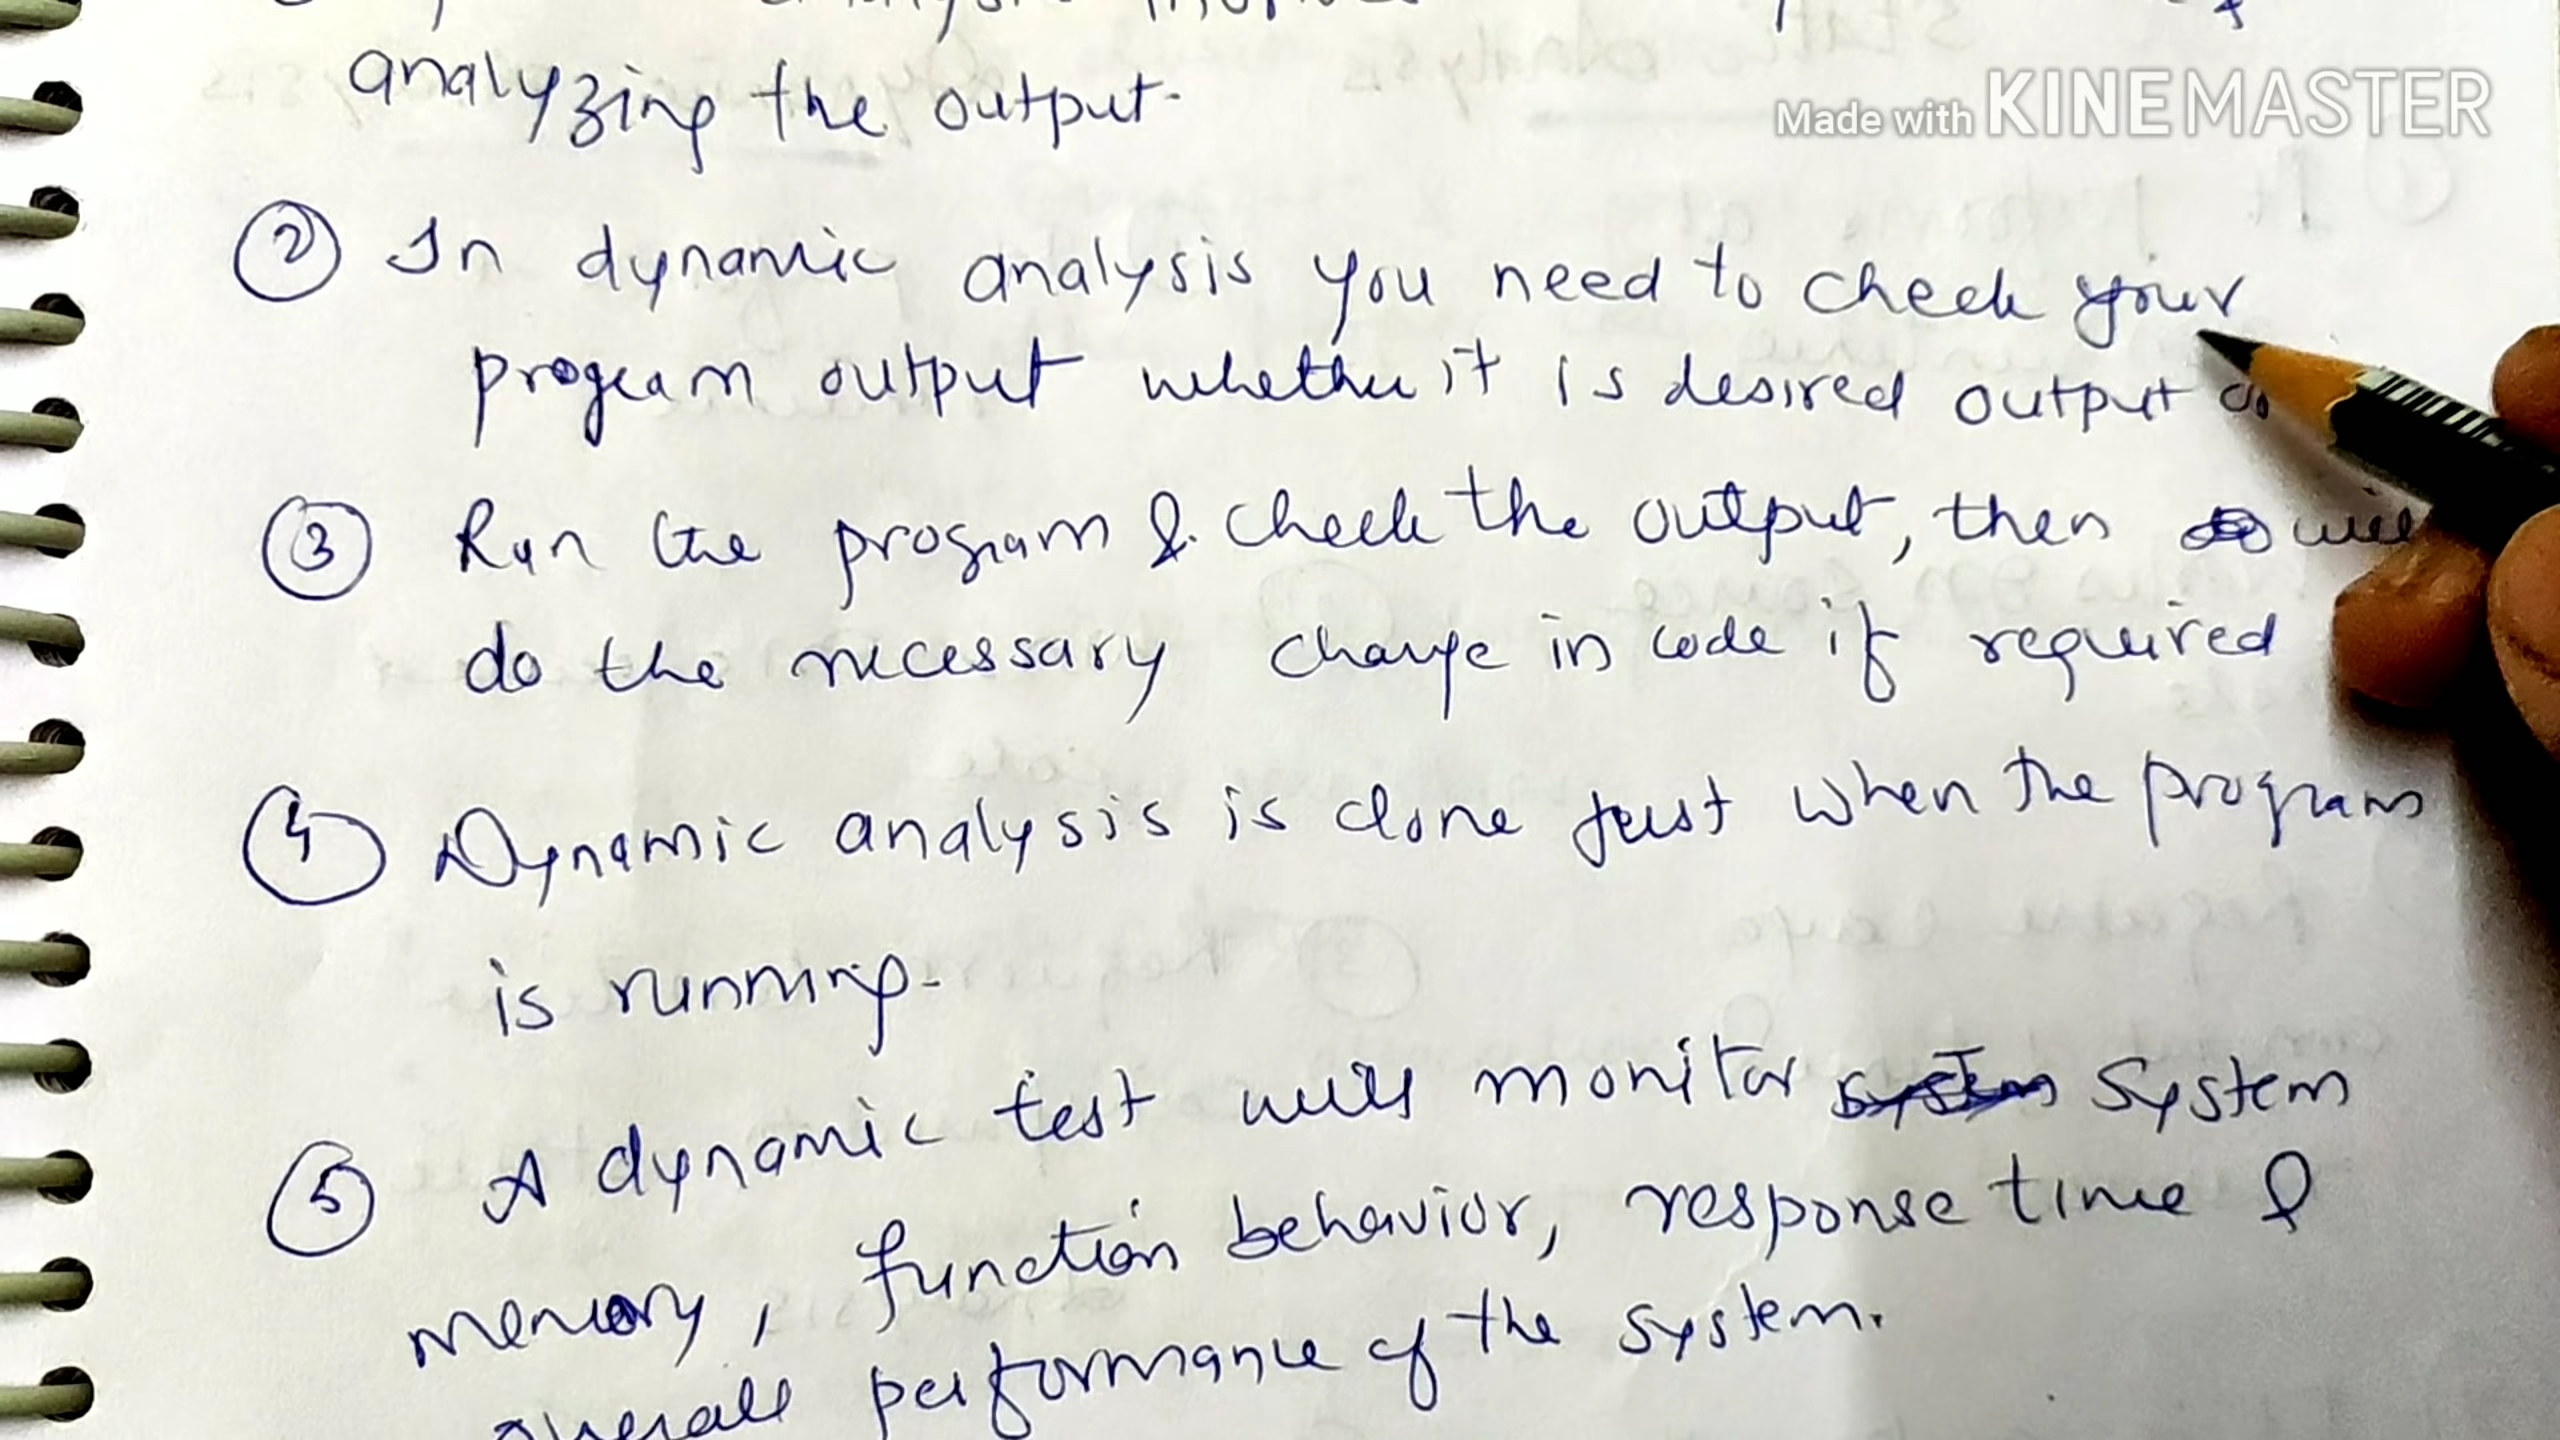 analyzing the output.
Made with KINEMASTER
② In dynamic analysis you need to check your
program output whether it is desired output
③ Run the program & check the output, then will
do the necessary change in code if required
④ Dynamic analysis is done just when the program
is running.
⑤ A dynamic test will monitor system system
memory, function behavior, response time &
overall performance of the system.